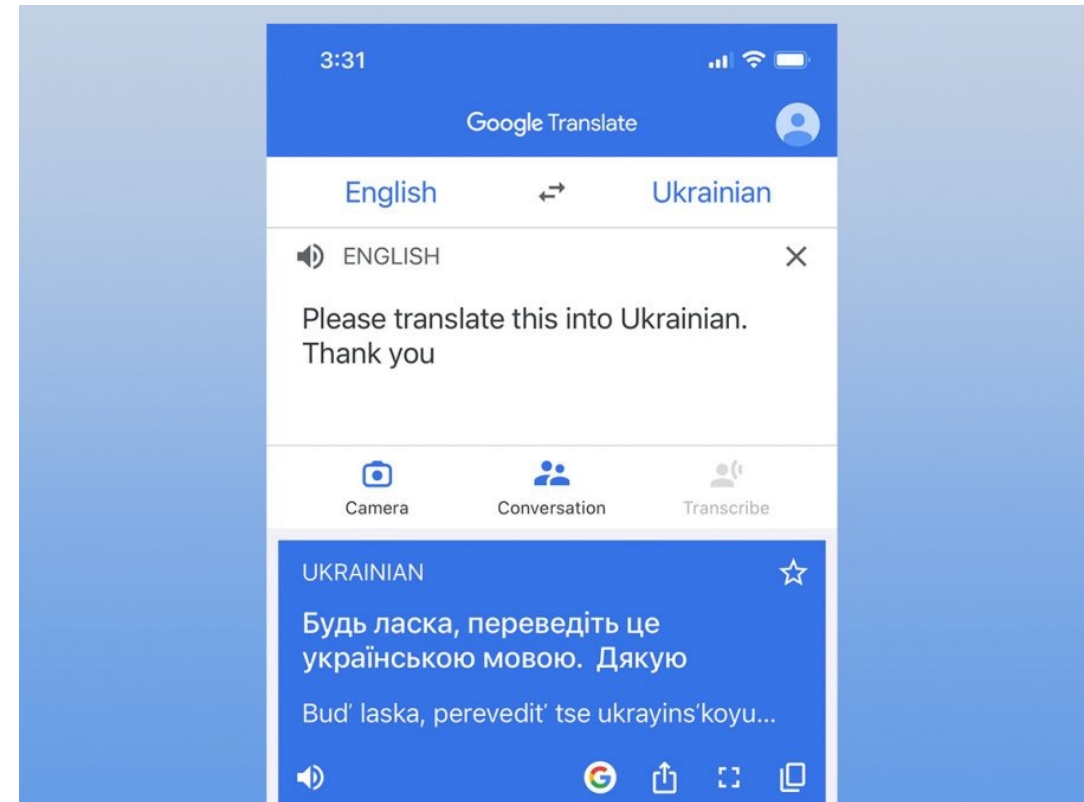 3:31
Google Translate
English
Ukrainian
ENGLISH
Please translate this into Ukrainian.
Thank you
Camera
Conversation
Transcribe
UKRAINIAN
Будь ласка, переведіть це
українською мовою. Дякую
Bud′ laska, perevedit′ tse ukrayins′koyu...
G